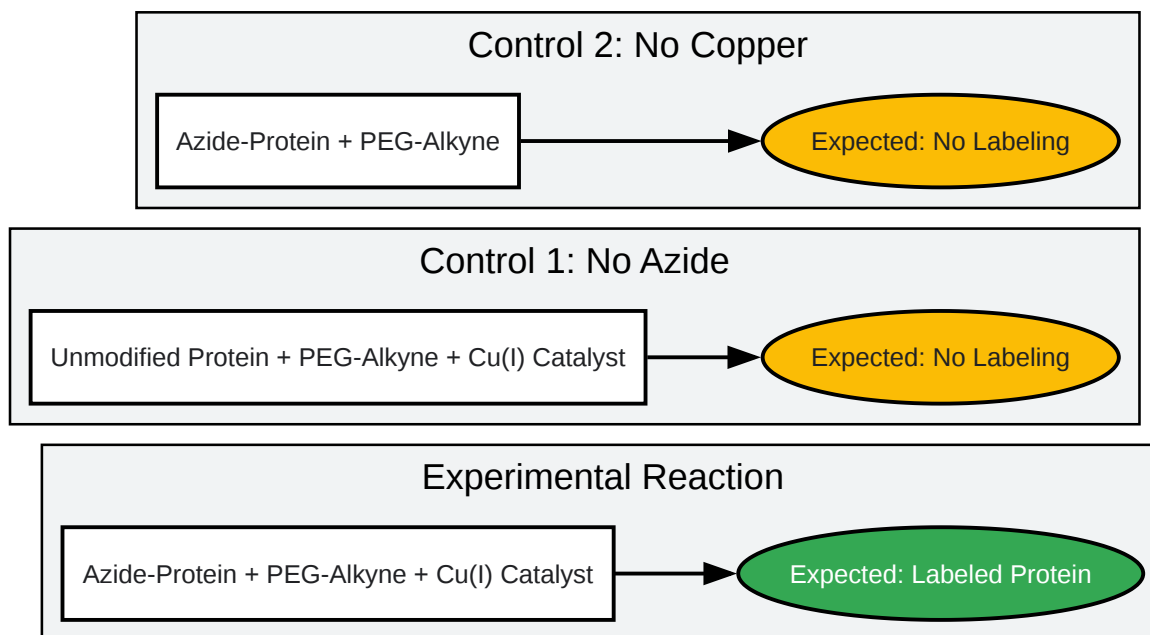 Control 2: No Copper
Azide-Protein + PEG-Alkyne
Expected: No Labeling
Control 1: No Azide
Unmodified Protein + PEG-Alkyne + Cu(I) Catalyst
Expected: No Labeling
Experimental Reaction
Azide-Protein + PEG-Alkyne + Cu(I) Catalyst
Expected: Labeled Protein